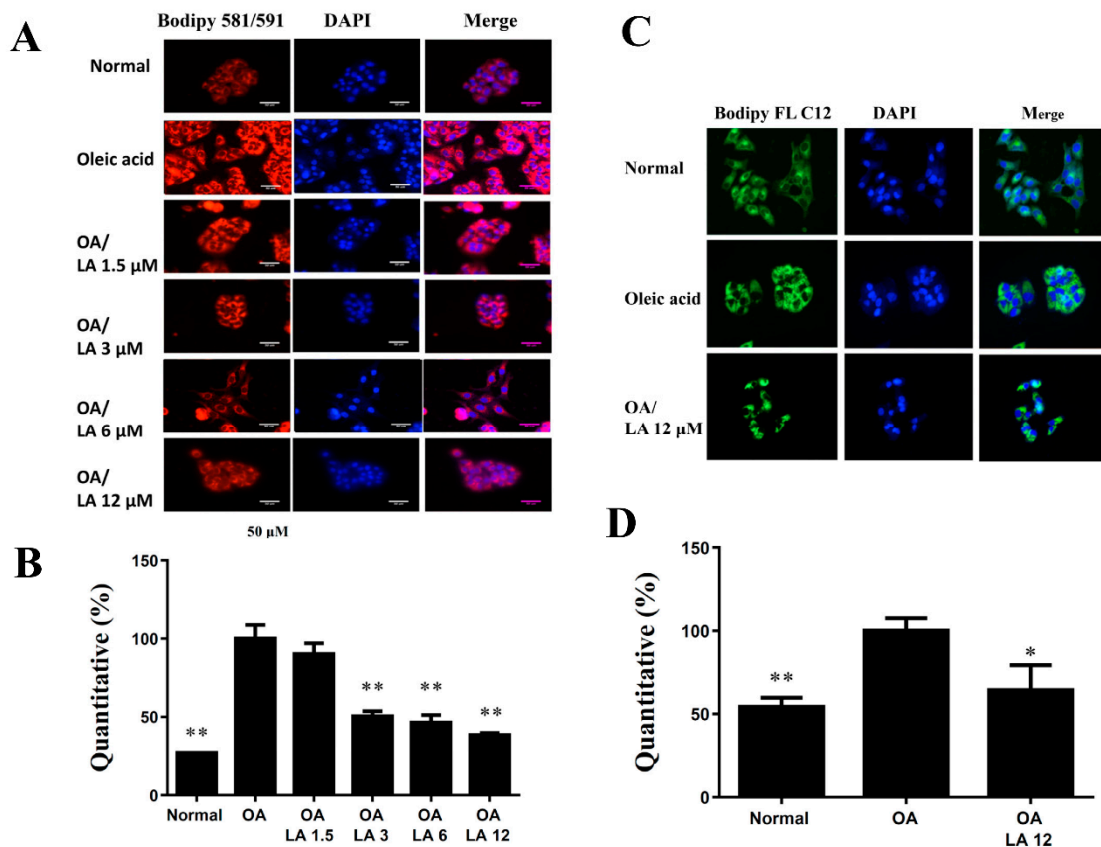 A
Bodipy 581/591 DAPI Merge
Normal
Oleic acid
OA/
LA 1.5 μM
OA/
LA 3 μM
OA/
LA 6 μM
OA/
LA 12 μM
50 μM
B
Quantitative (%)
150
100
50
0
** ** ** **
Normal OA OA OA OA OA
LA 1.5 LA 3 LA 6 LA 12
C
Bodipy FL C12 DAPI Merge
Normal
Oleic acid
OA/
LA 12 μM
D
Quantitative (%)
150
100
50
0
** *
Normal OA OA
LA 12